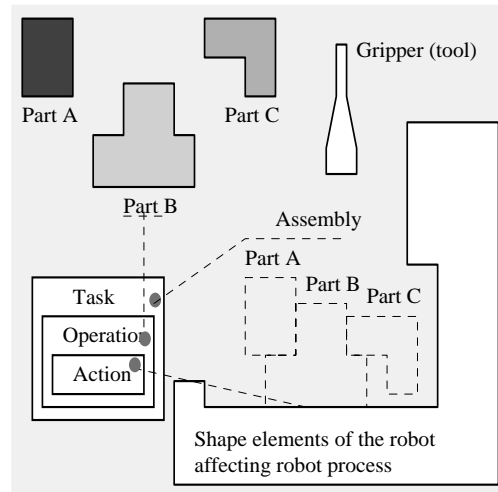 Part A
Part C
Gripper (tool)
Part B
Assembly
Part A
Part B
Part C
Task
Operation
Action
Shape elements of the robot
affecting robot process